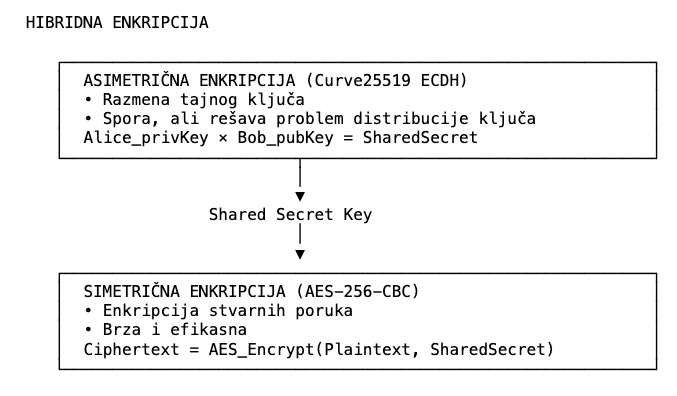 HIBRIDNA ENKRIPCIJA
ASIMETRIČNA ENKRIPCIJA (Curve25519 ECDH)
• Razmena tajnog ključa
• Spora, ali rešava problem distribucije ključa
Alice_privKey × Bob_pubKey = SharedSecret
Shared Secret Key
SIMETRIČNA ENKRIPCIJA (AES-256-CBC)
• Enkripcija stvarnih poruka
• Brza i efikasna
Ciphertext = AES_Encrypt(Plaintext, SharedSecret)